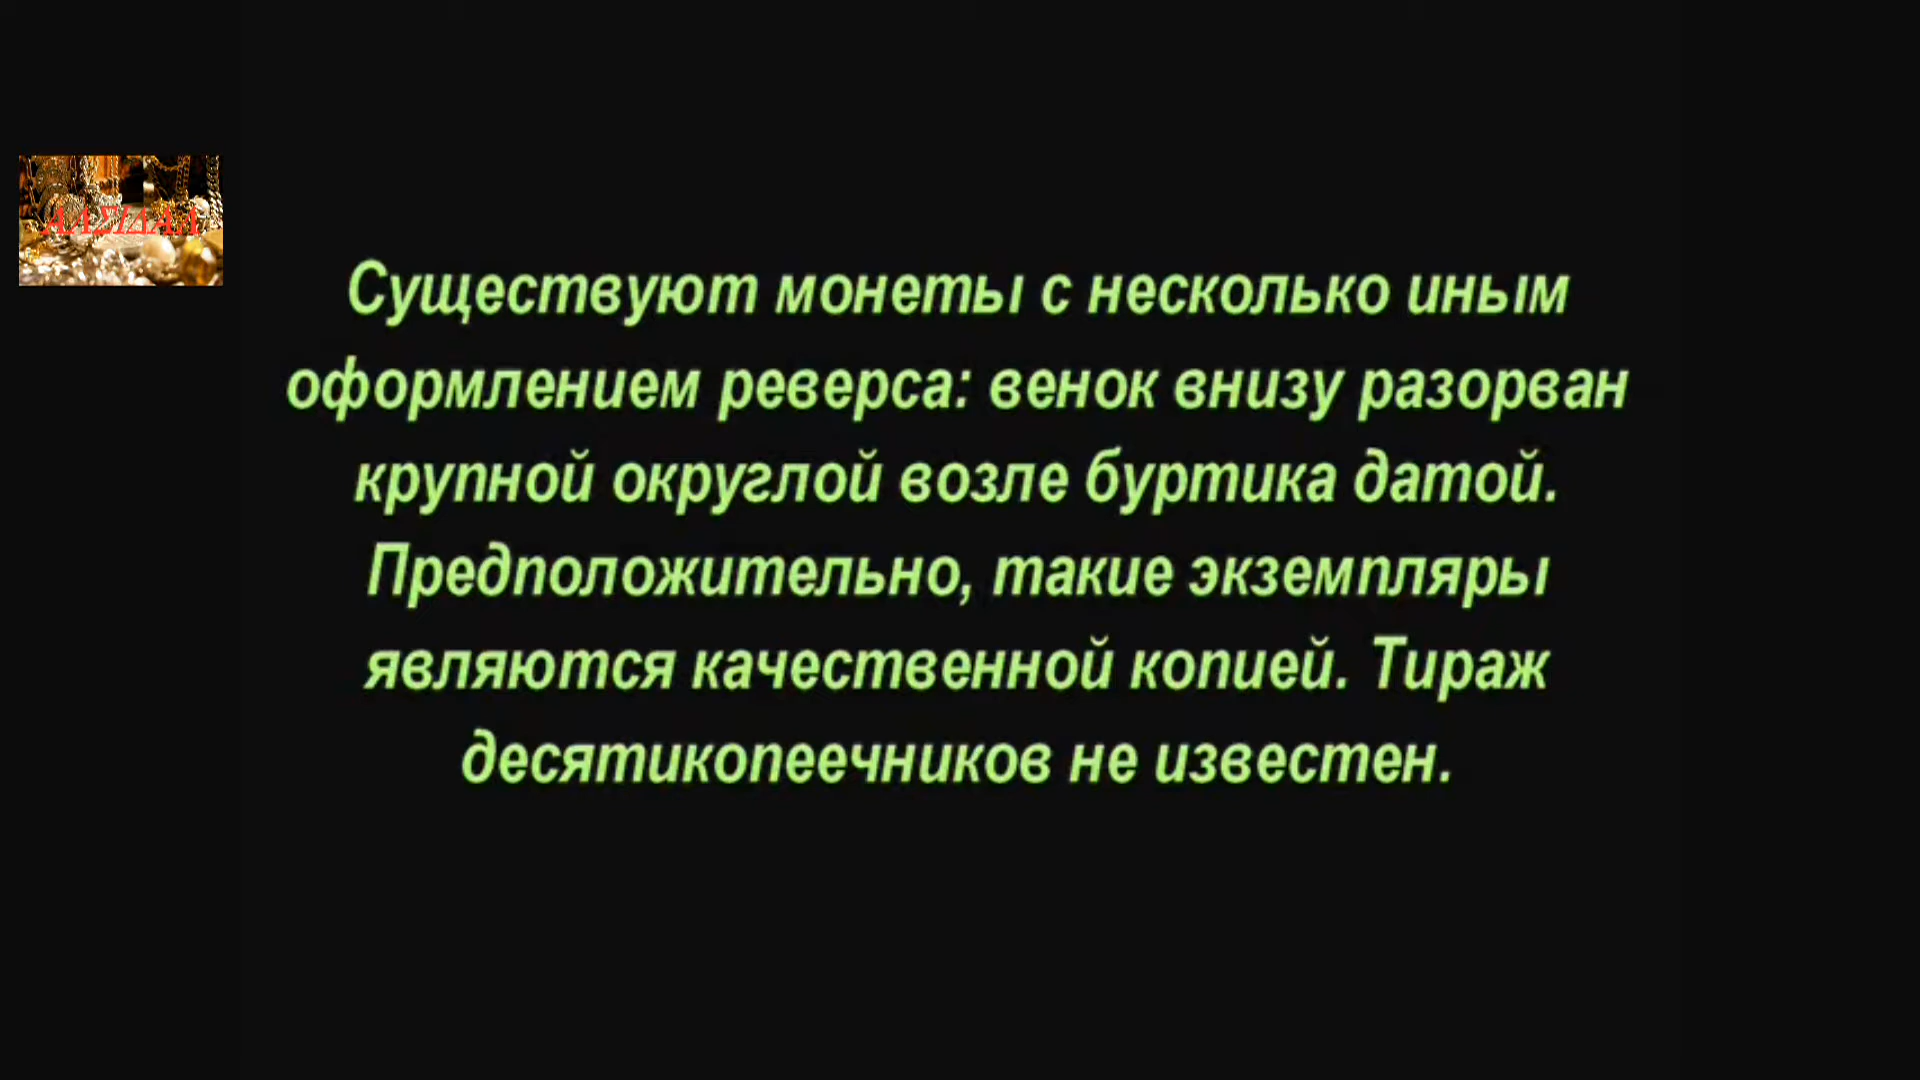 ΑΛΣΙΔΑΛ
Существуют монеты с несколько иным
оформлением реверса: венок внизу разорван
крупной округлой возле буртика датой.
Предположительно, такие экземпляры
являются качественной копией. Тираж
десятикопеечников не известен.